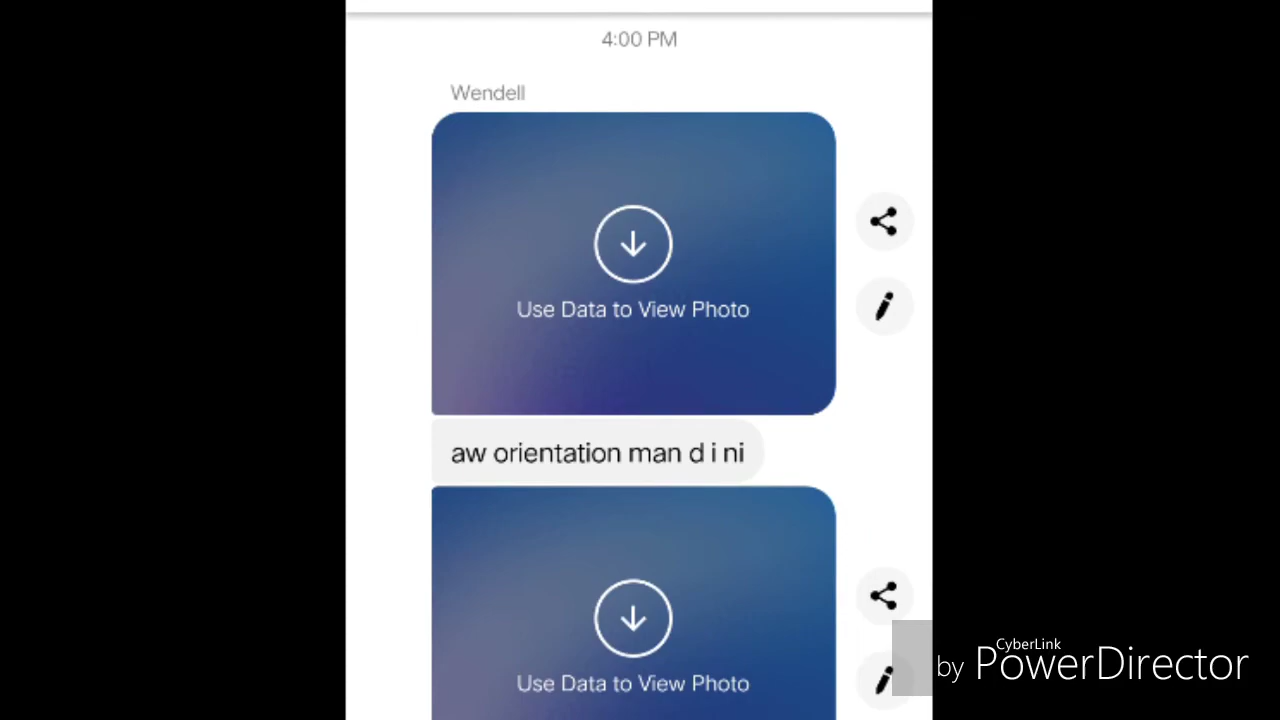 4:00 PM
Wendell
Use Data to View Photo
aw orientation man d i ni
Use Data to View Photo
CyberLink
by PowerDirector